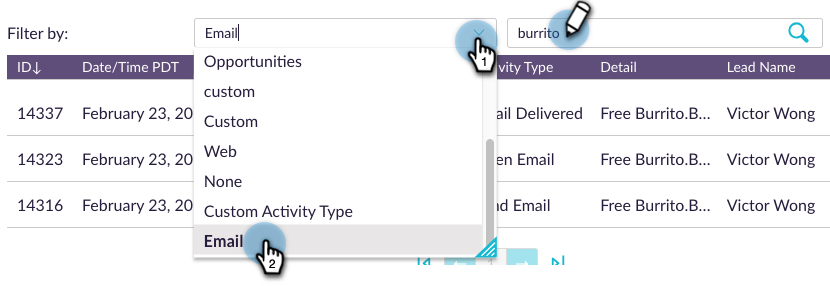 Filter by:
Email
burrito
ID↓ Date/Time PDT vity Type Detail Lead Name
Opportunities
custom
Custom
Web
None
Custom Activity Type
Email
1
2
14337 February 23, 20 ail Delivered Free Burrito.B... Victor Wong
14323 February 23, 20 en Email Free Burrito.B... Victor Wong
14316 February 23, 20 nd Email Free Burrito.B... Victor Wong